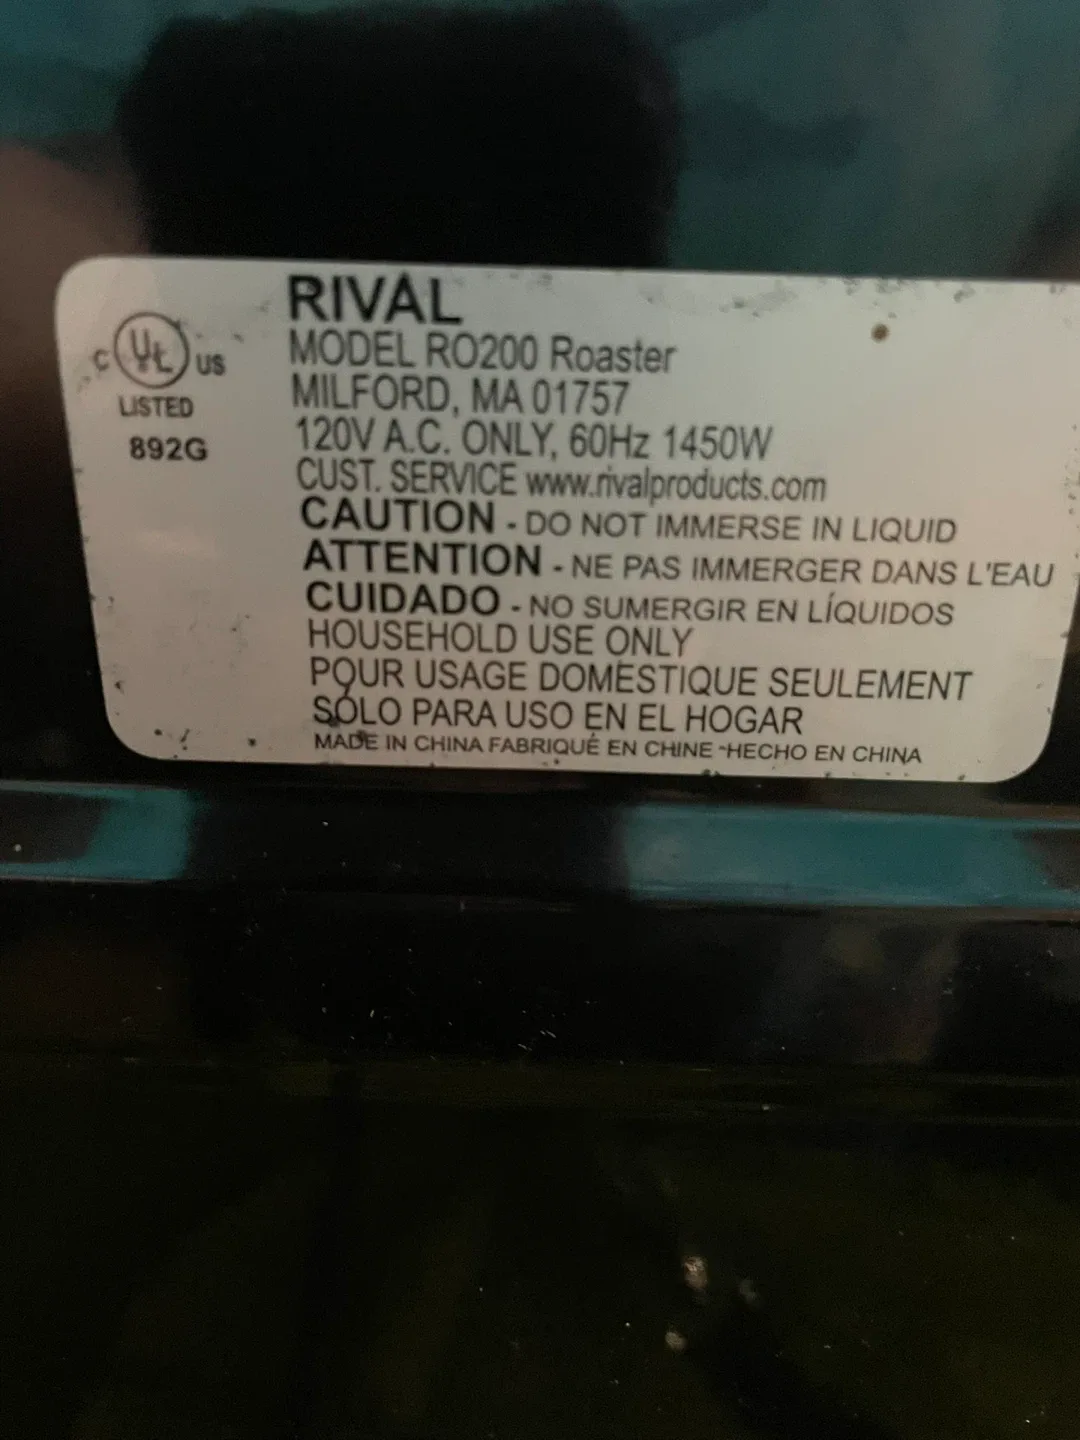 RIVAL
MODEL RO200 Roaster
MILFORD, MA 01757
120V A.C. ONLY, 60Hz 1450W
CUST. SERVICE www.rivalproducts.com
CAUTION - DO NOT IMMERSE IN LIQUID
ATTENTION - NE PAS IMMERGER DANS L'EAU
CUIDADO - NO SUMERGIR EN LÍQUIDOS
HOUSEHOLD USE ONLY
POUR USAGE DOMESTIQUE SEULEMENT
SÓLO PARA USO EN EL HOGAR
MADE IN CHINA FABRIQUÉ EN CHINE -HECHO EN CHINA
C UL US
LISTED
892G